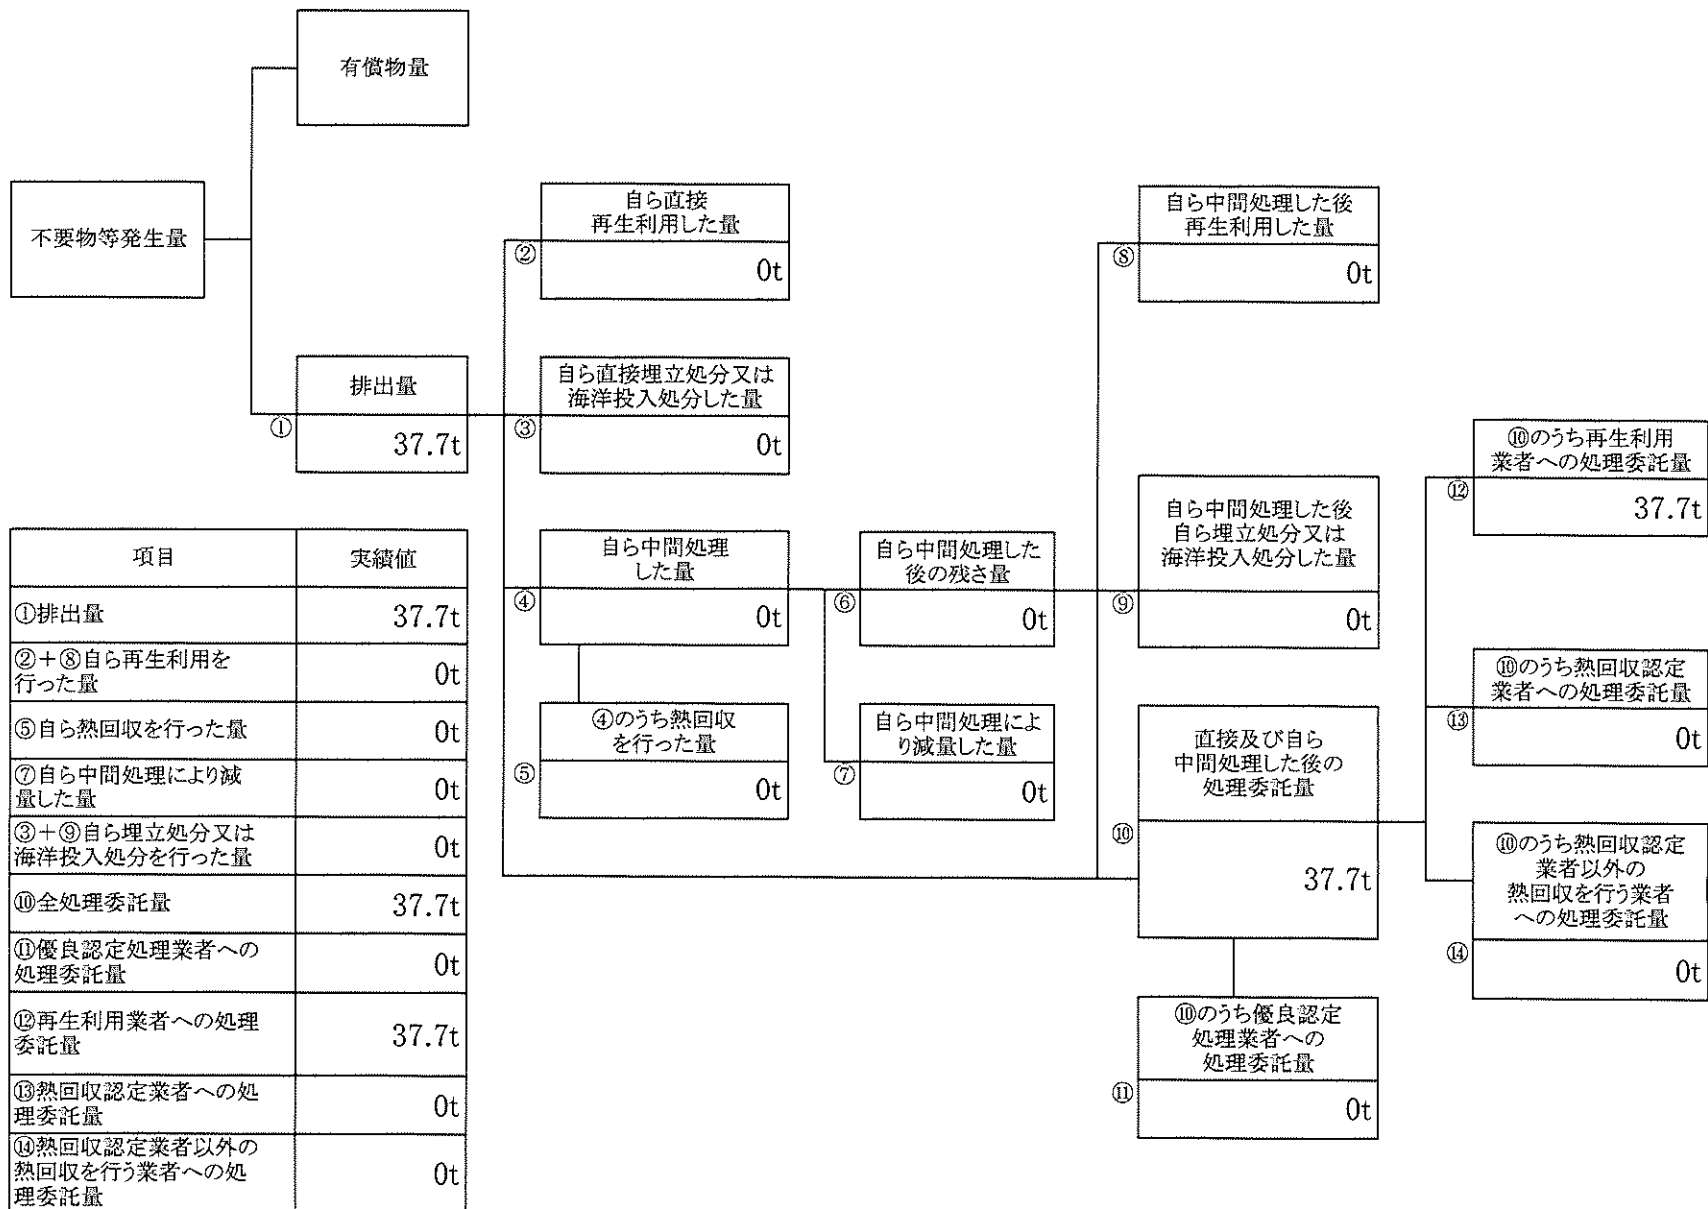 有償物量
不要物等発生量
排出量
①
37.7t
自ら直接
再生利用した量
②
0t
自ら直接埋立処分又は
海洋投入処分した量
③
0t
自ら中間処理
した量
④
0t
④のうち熱回収
を行った量
⑤
0t
自ら中間処理した
後の残さ量
⑥
0t
自ら中間処理によ
り減量した量
⑦
0t
自ら中間処理した後
再生利用した量
⑧
0t
自ら中間処理した後
自ら埋立処分又は
海洋投入処分した量
⑨
0t
直接及び自ら
中間処理した後の
処理委託量
⑩
37.7t
⑩のうち優良認定
処理業者への
処理委託量
⑪
0t
⑩のうち再生利用
業者への処理委託量
⑫
37.7t
⑩のうち熱回収認定
業者への処理委託量
⑬
0t
⑩のうち熱回収認定
業者以外の
熱回収を行う業者
への処理委託量
⑭
0t
項目 実績値
①排出量 37.7t
②+⑧自ら再生利用を
行った量 0t
⑤自ら熱回収を行った量 0t
⑦自ら中間処理により減
量した量 0t
③+⑨自ら埋立処分又は
海洋投入処分を行った量 0t
⑩全処理委託量 37.7t
⑪優良認定処理業者への
処理委託量 0t
⑫再生利用業者への処理
委託量 37.7t
⑬熱回収認定業者への処
理委託量 0t
⑭熱回収認定業者以外の
熱回収を行う業者への処
理委託量 0t